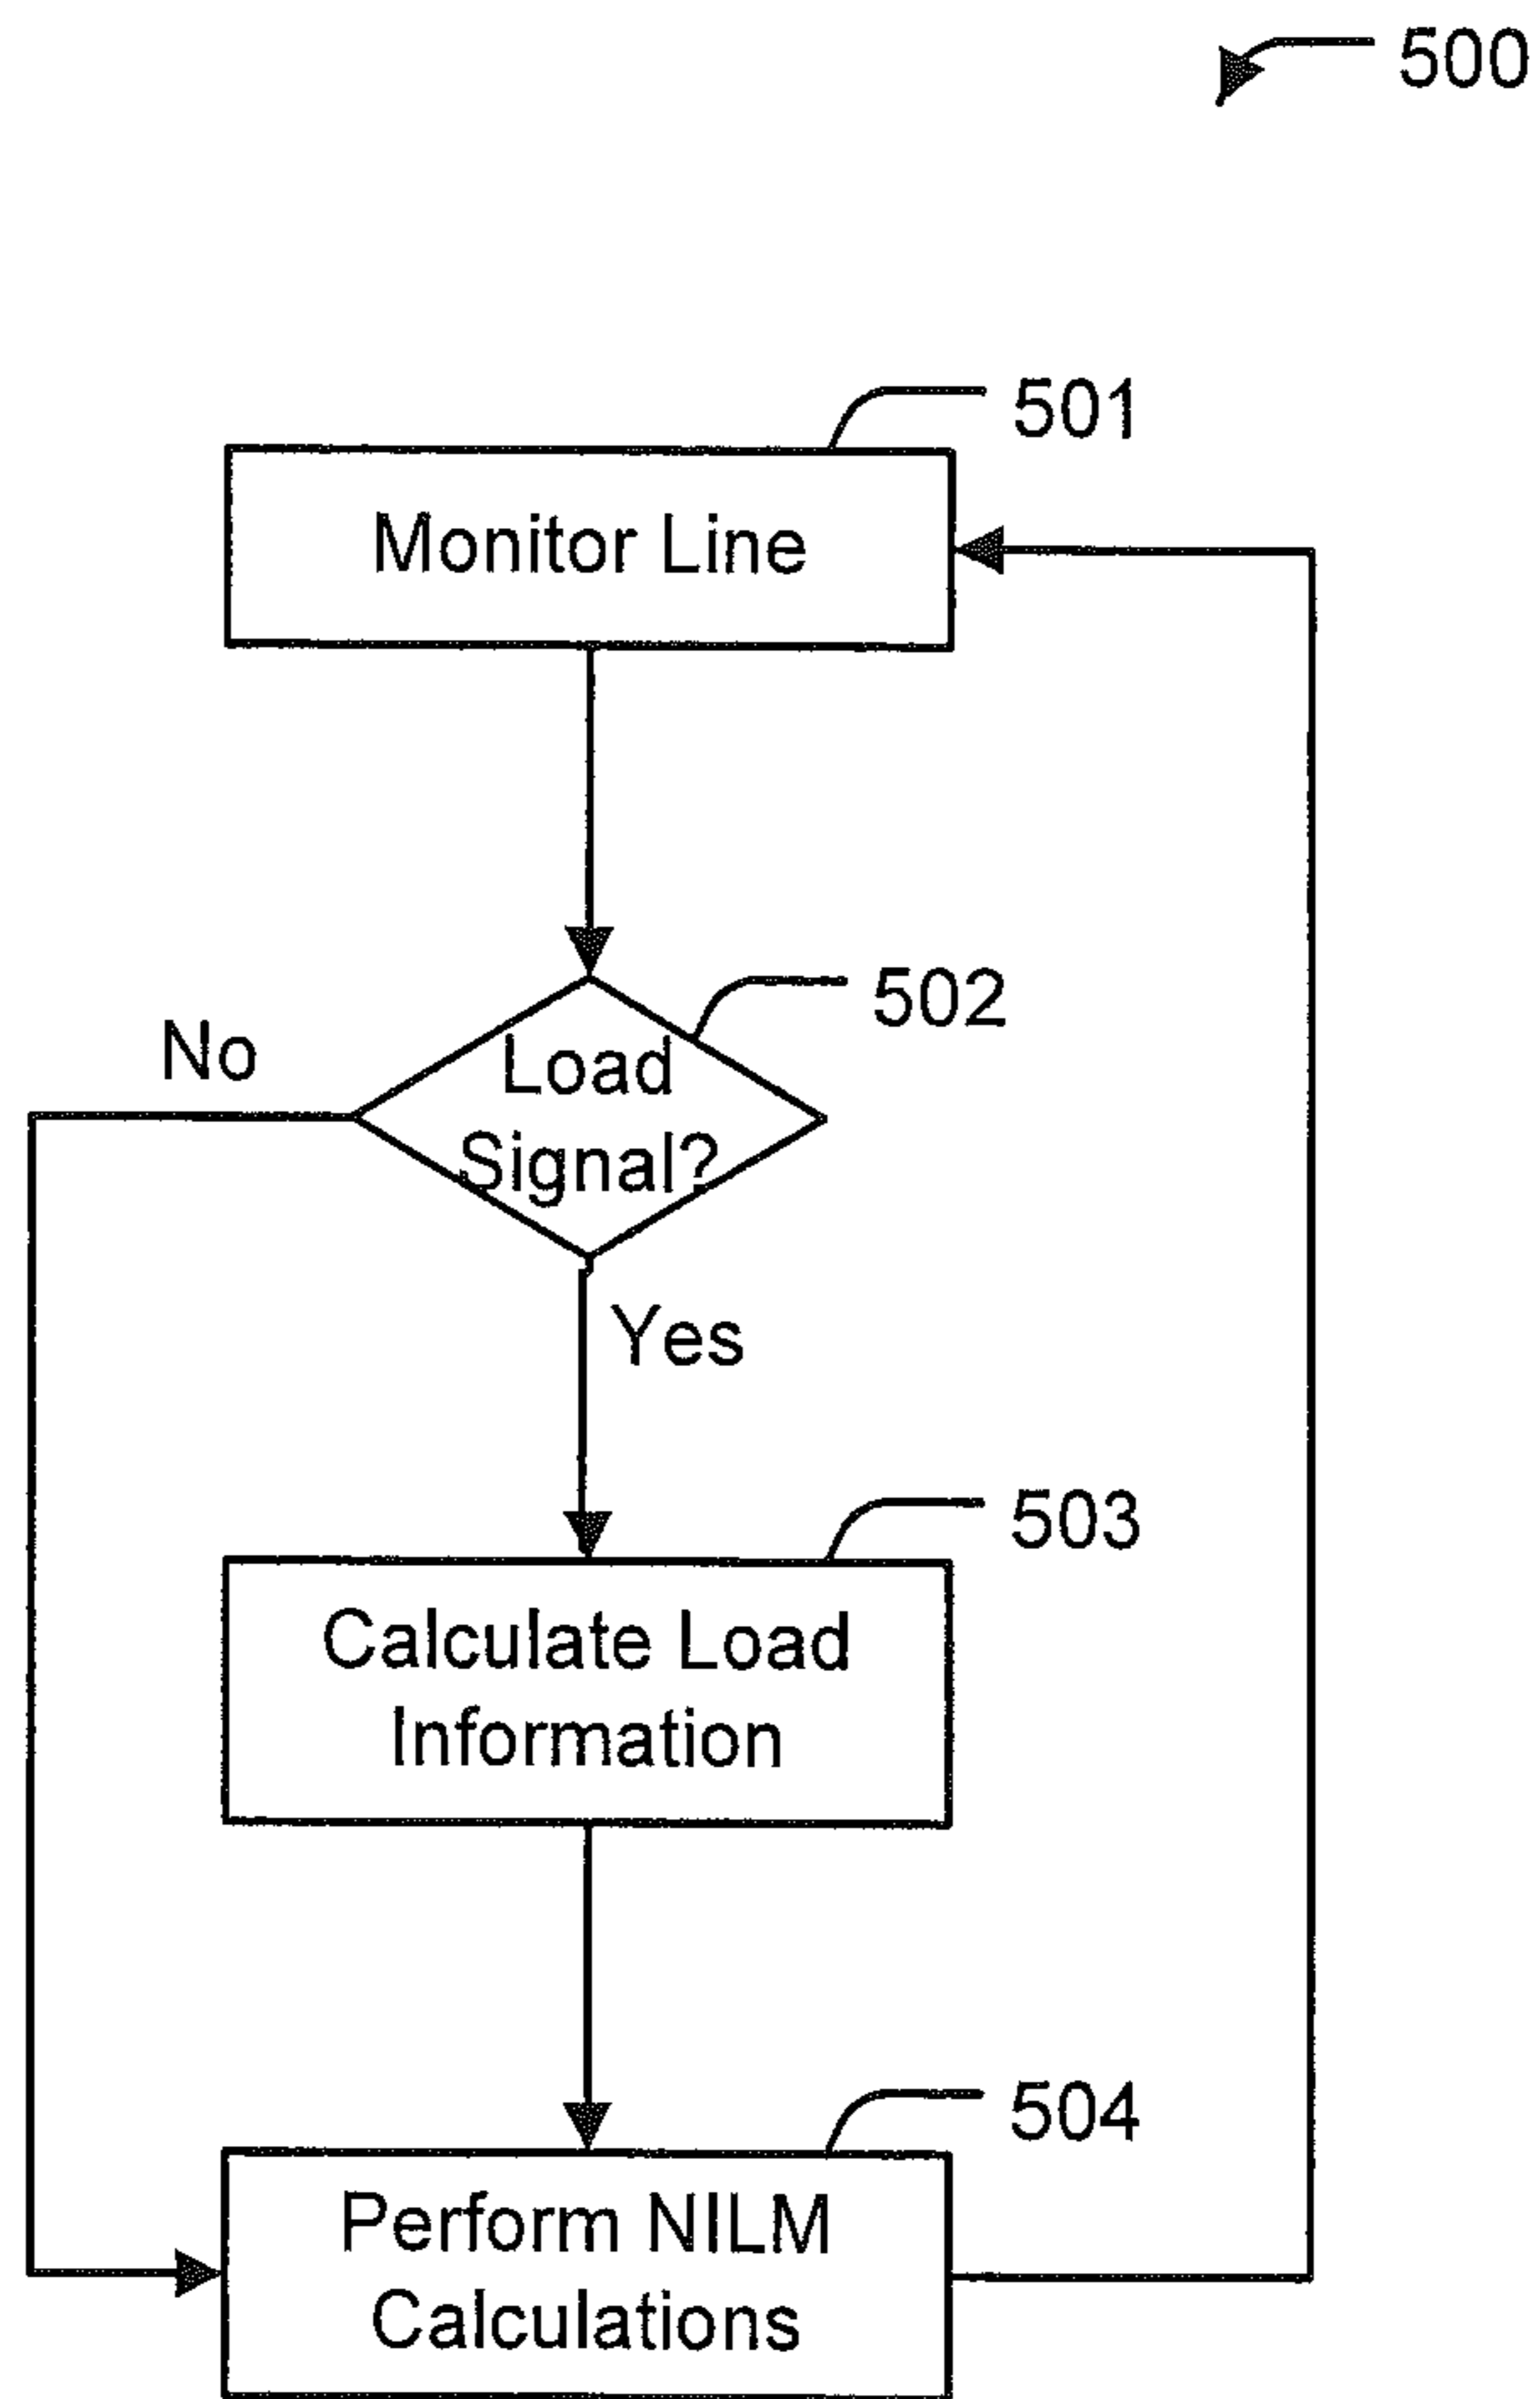 500
501
Monitor Line
502
No
Load
Signal?
Yes
503
Calculate Load
Information
504
Perform NILM
Calculations